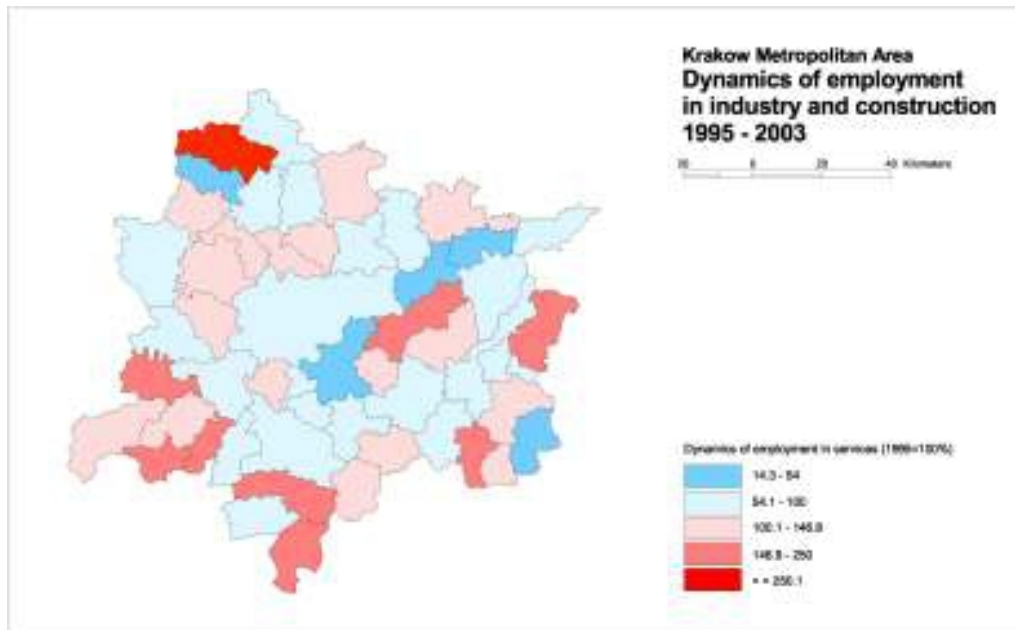 Krakow Metropolitan Area
Dynamics of employment
in industry and construction
1995 - 2003
0 20 40 Kilometers
Dynamics of employment in services (1995=100%)
14.3 - 54
54.1 - 100
100.1 - 146.8
146.8 - 250
> = 250.1